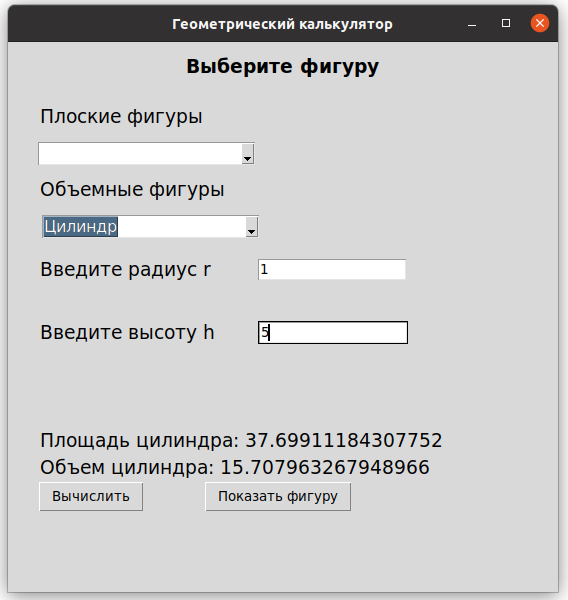 Геометрический калькулятор
Выберите фигуру
Плоские фигуры
Объемные фигуры
Цилиндр
Введите радиус r 1
Введите высоту h 5
Площадь цилиндра: 37.69911184307752
Объем цилиндра: 15.707963267948966
Вычислить Показать фигуру